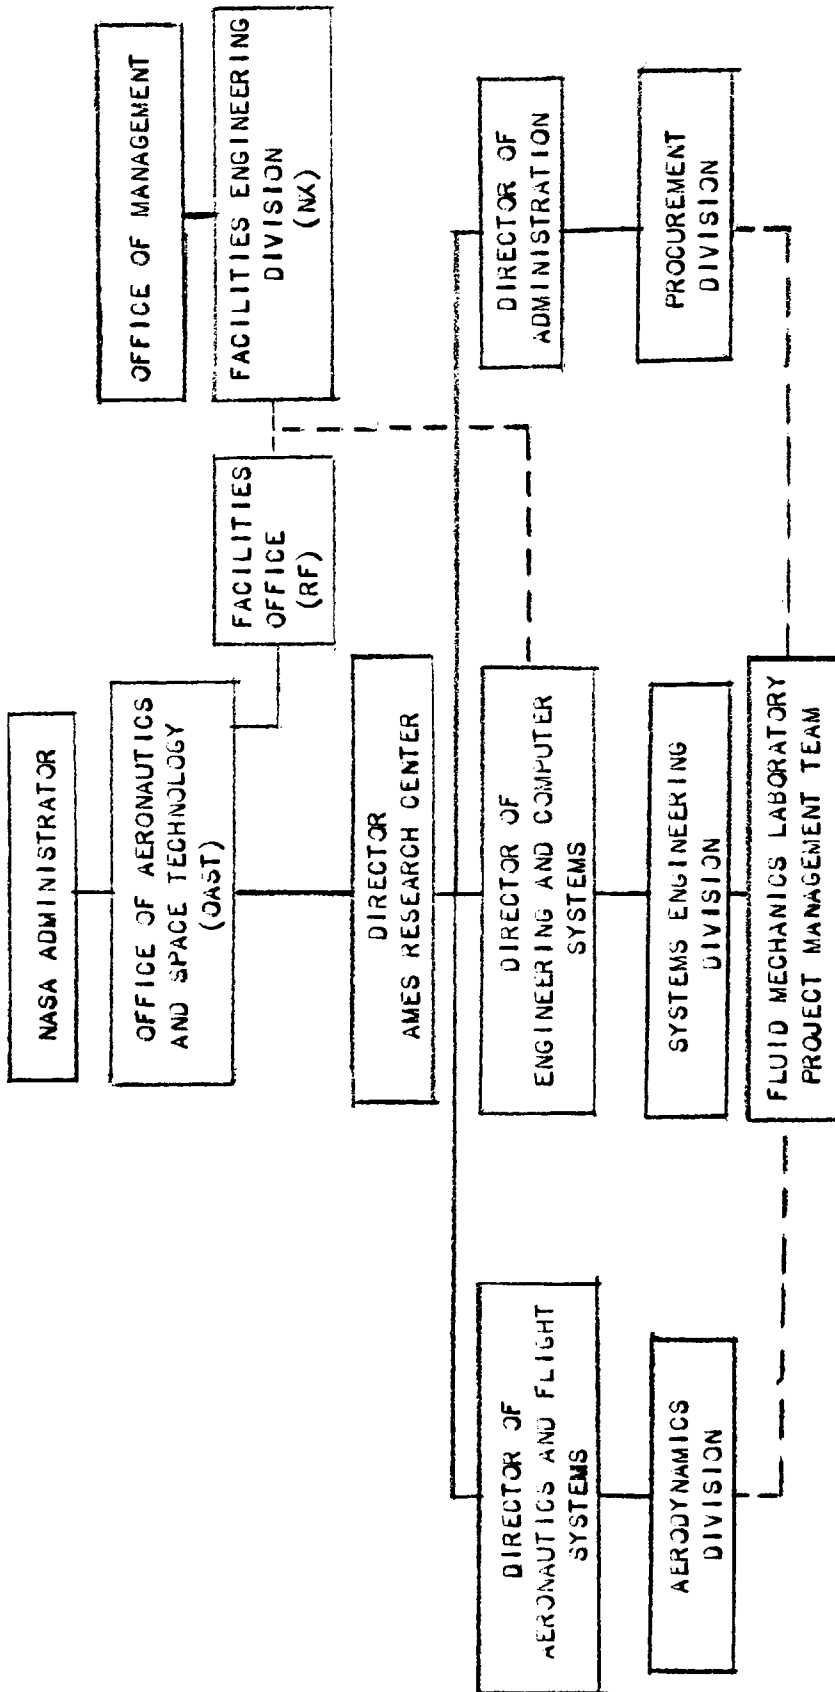 NASA ADMINISTRATOR
OFFICE OF MANAGEMENT
OFFICE OF AERONAUTICS
AND SPACE TECHNOLOGY
(OAST)
FACILITIES
OFFICE
(RF)
FACILITIES ENGINEERING
DIVISION
(NX)
DIRECTOR
AMES RESEARCH CENTER
DIRECTOR OF
AERONAUTICS AND FLIGHT
SYSTEMS
DIRECTOR OF
ENGINEERING AND COMPUTER
SYSTEMS
DIRECTOR OF
ADMINISTRATION
AERODYNAMICS
DIVISION
SYSTEMS ENGINEERING
DIVISION
PROCUREMENT
DIVISION
FLUID MECHANICS LABORATORY
PROJECT MANAGEMENT TEAM